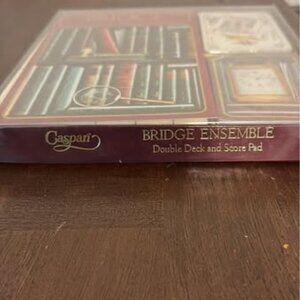 Caspari
BRIDGE ENSEMBLE
Double Deck and Score Pad